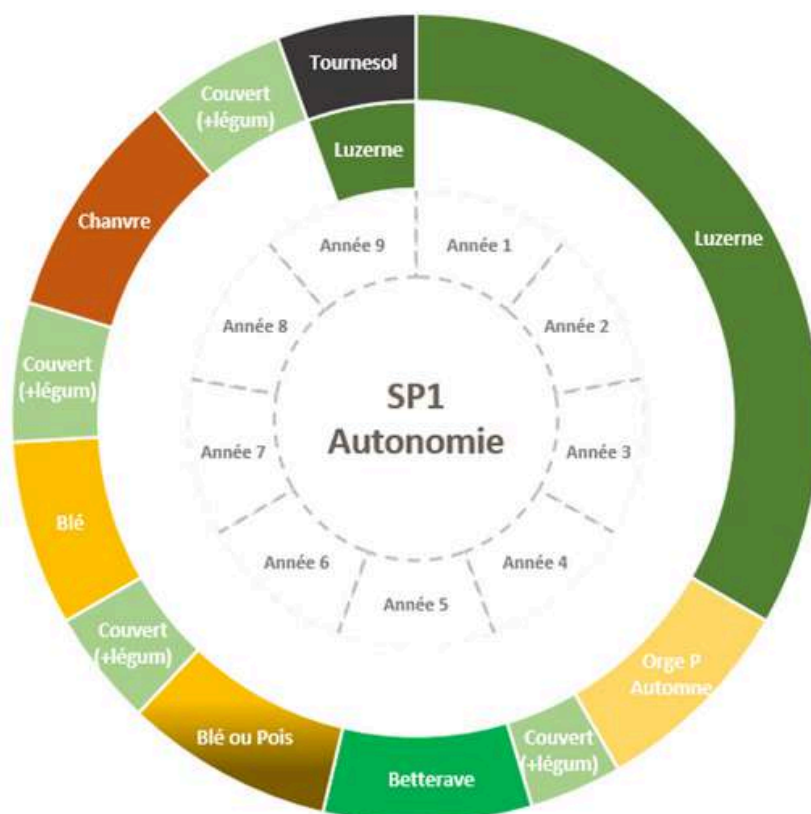 Tournesol
Luzerne
Luzerne
Orge P
Automne
Couvert
(+légum)
Betterave
Blé ou Pois
Couvert
(+légum)
Blé
Couvert
(+légum)
Chanvre
Couvert
(+légum)
Année 1
Année 2
Année 3
Année 4
Année 5
Année 6
Année 7
Année 8
Année 9
SP1
Autonomie